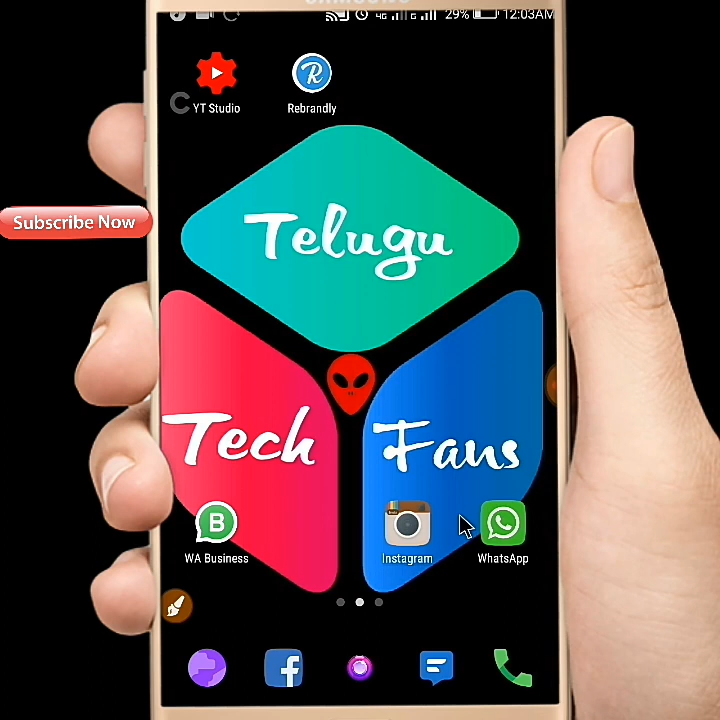 29% 12:03AM
YT Studio
Rebrandly
Subscribe Now
Telugu
Tech
Fans
B
WA Business
Instagram
WhatsApp